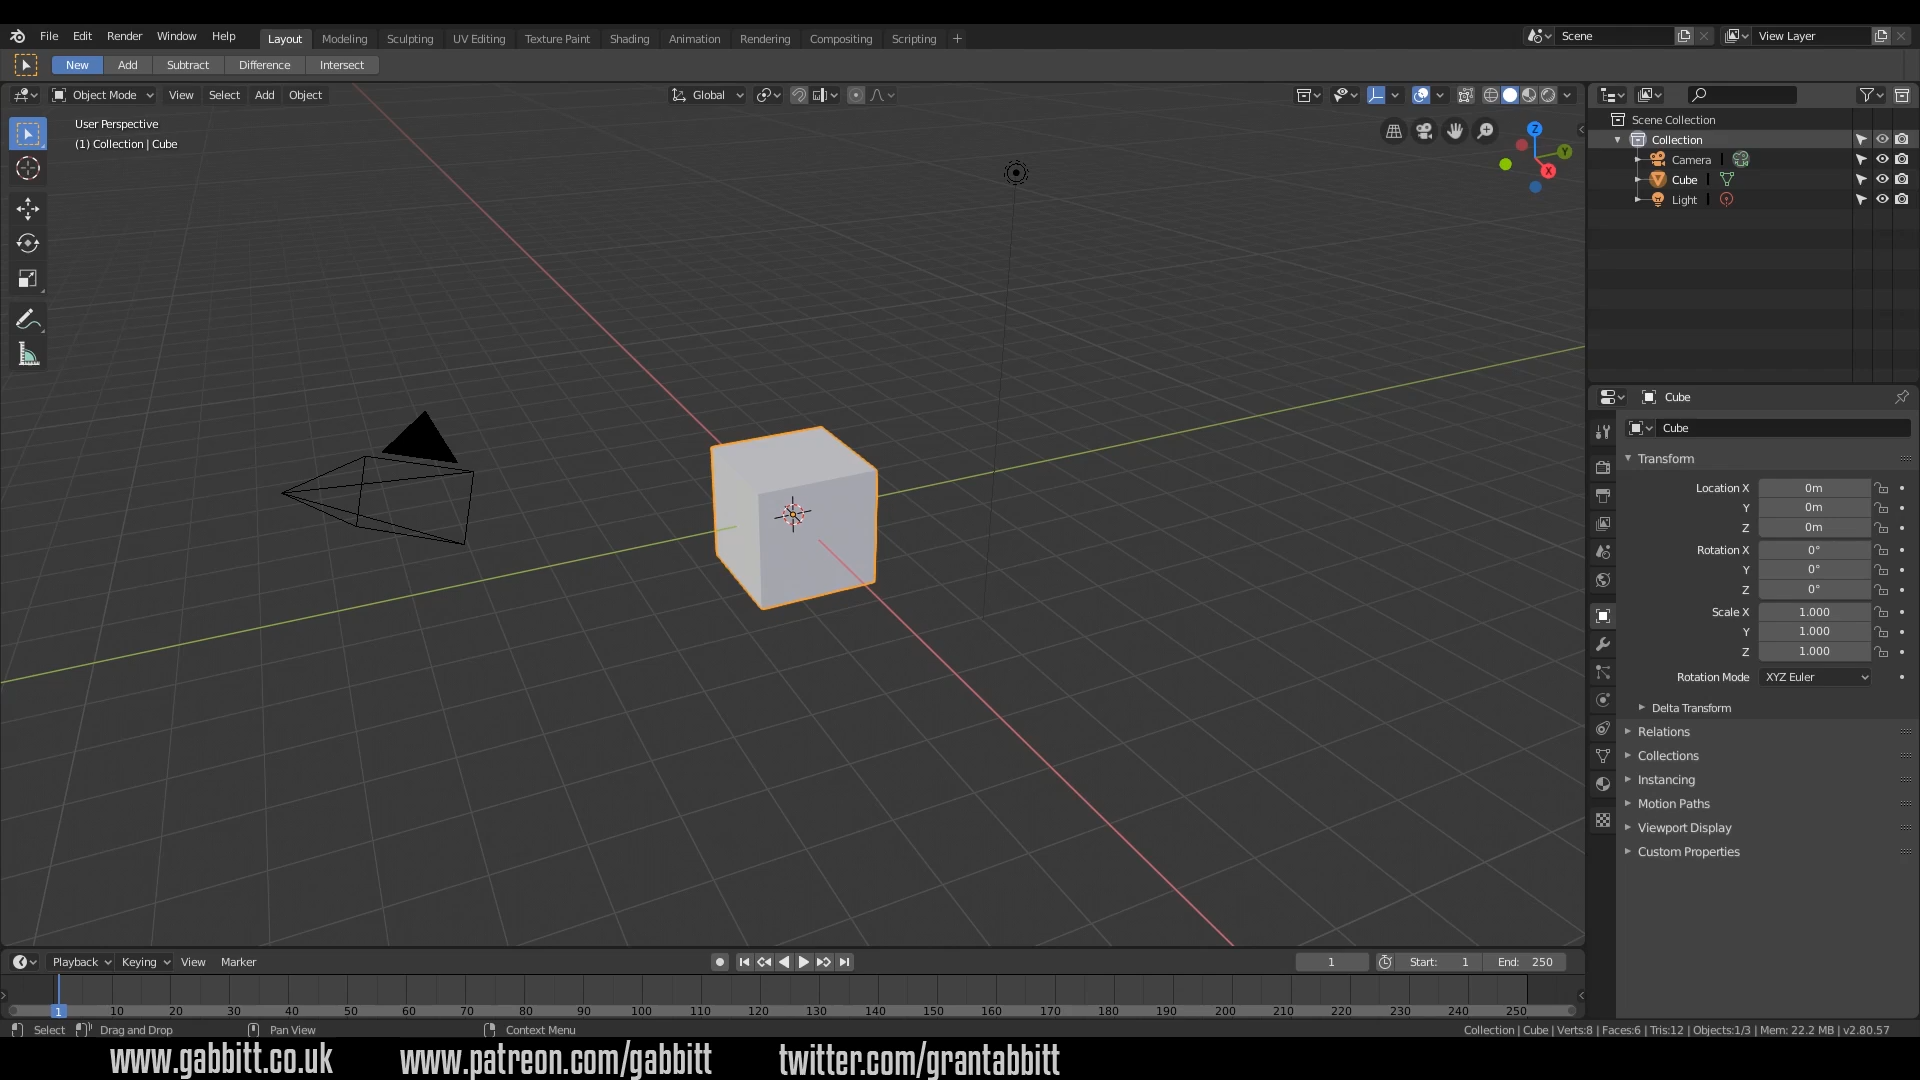 File Edit Render Window Help Layout Modeling Sculpting UV Editing Texture Paint Shading Animation Rendering Compositing Scripting + Scene View Layer
New Add Subtract Difference Intersect
Object Mode View Select Add Object Global
User Perspective
(1) Collection | Cube
Z
Y
X
Scene Collection
Collection
Camera
Cube
Light
Cube
Cube
Transform
Location X 0m
Y 0m
Z 0m
Rotation X 0°
Y 0°
Z 0°
Scale X 1.000
Y 1.000
Z 1.000
Rotation Mode XYZ Euler
Delta Transform
Relations
Collections
Instancing
Motion Paths
Viewport Display
Custom Properties
Playback Keying View Marker 1 Start: 1 End: 250
1 10 20 30 40 50 60 70 80 90 100 110 120 130 140 150 160 170 180 190 200 210 220 230 240 250
Select Drag and Drop Pan View Context Menu Collection | Cube | Verts:8 | Faces:6 | Tris:12 | Objects:1/3 | Mem: 22.2 MB | v2.80.57
www.gabbitt.co.uk www.patreon.com/gabbitt twitter.com/grantabbitt